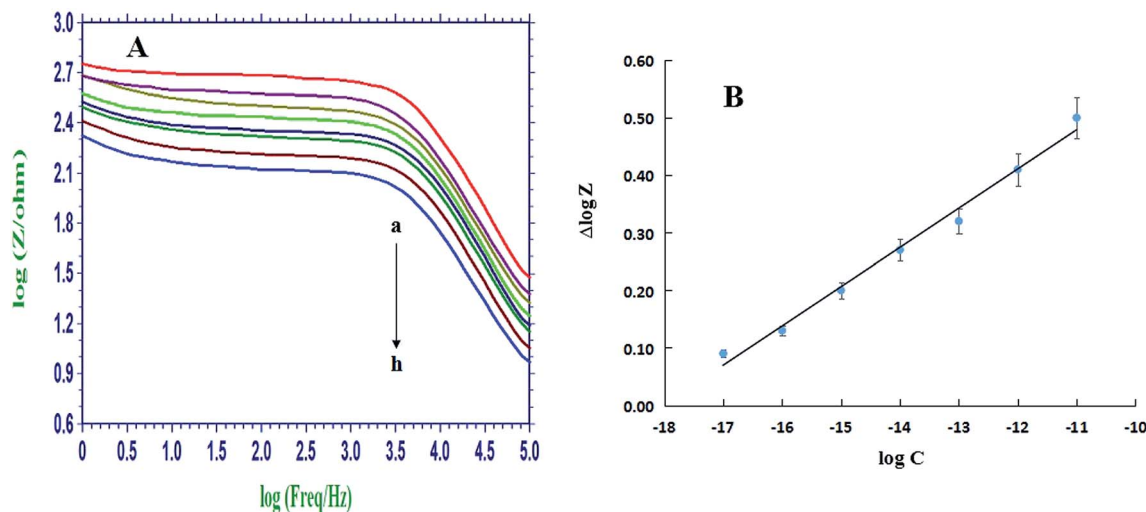 A
log (Z/ohm)
3.0
2.7
2.4
2.1
1.8
1.5
1.2
0.9
0.6
a
h
0 0.5 1.0 1.5 2.0 2.5 3.0 3.5 4.0 4.5 5.0
log (Freq/Hz)
B
ΔlogZ
0.60
0.50
0.40
0.30
0.20
0.10
0.00
-18 -17 -16 -15 -14 -13 -12 -11 -10
log C